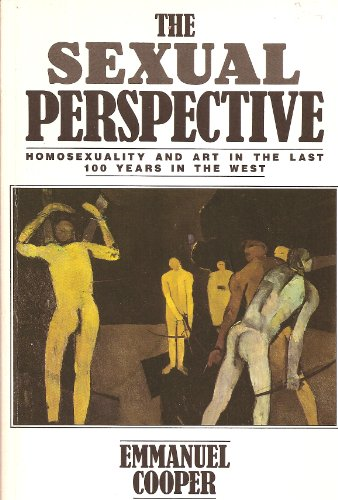 THE
SEXUAL
PERSPECTIVE
HOMOSEXUALITY AND ART IN THE LAST
100 YEARS IN THE WEST
EMMANUEL
COOPER